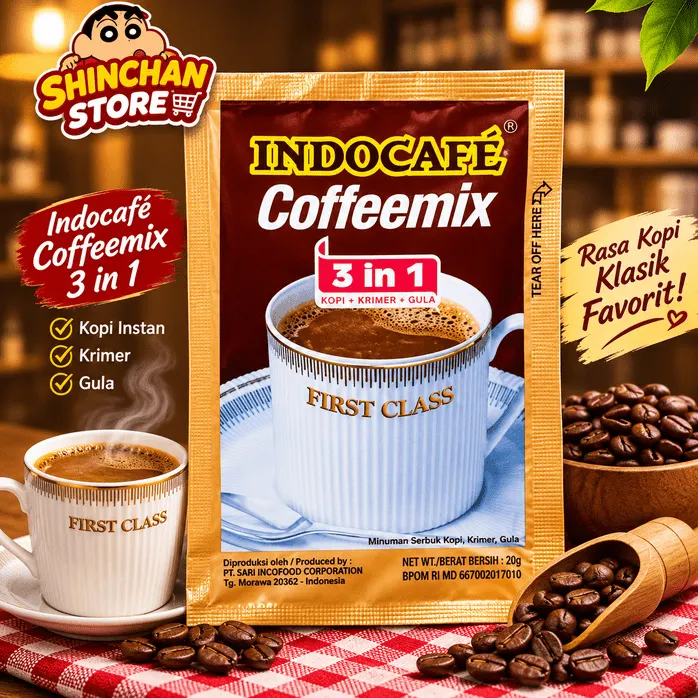 SHINCHAN
STORE
Indocafé
Coffeemix
3 in 1
Kopi Instan
Krimer
Gula
FIRST CLASS
INDOCAFÉ®
Coffeemix
3 in 1
KOPI + KRIMER + GULA
TEAR OFF HERE
FIRST CLASS
Minuman Serbuk Kopi, Krimer, Gula
Diproduksi oleh / Produced by :
PT. SARI INCOFOOD CORPORATION
Tg. Morawa 20362 - Indonesia
NET WT./BERAT BERSIH : 20g
BPOM RI MD 667002017010
Rasa Kopi
Klasik
Favorit!